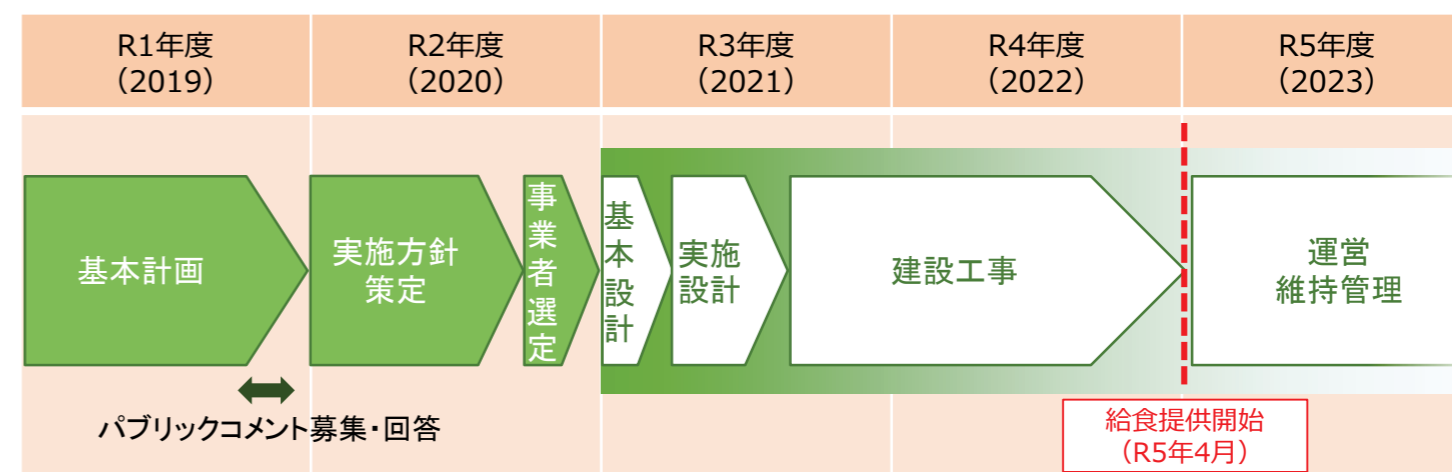 R1年度
（2019）
R2年度
（2020）
R3年度
（2021）
R4年度
（2022）
R5年度
（2023）
基本計画
実施方針
策定
事業者選定
基本設計
実施
設計
建設工事
運営
維持管理
パブリックコメント募集・回答
給食提供開始
（R5年4月）